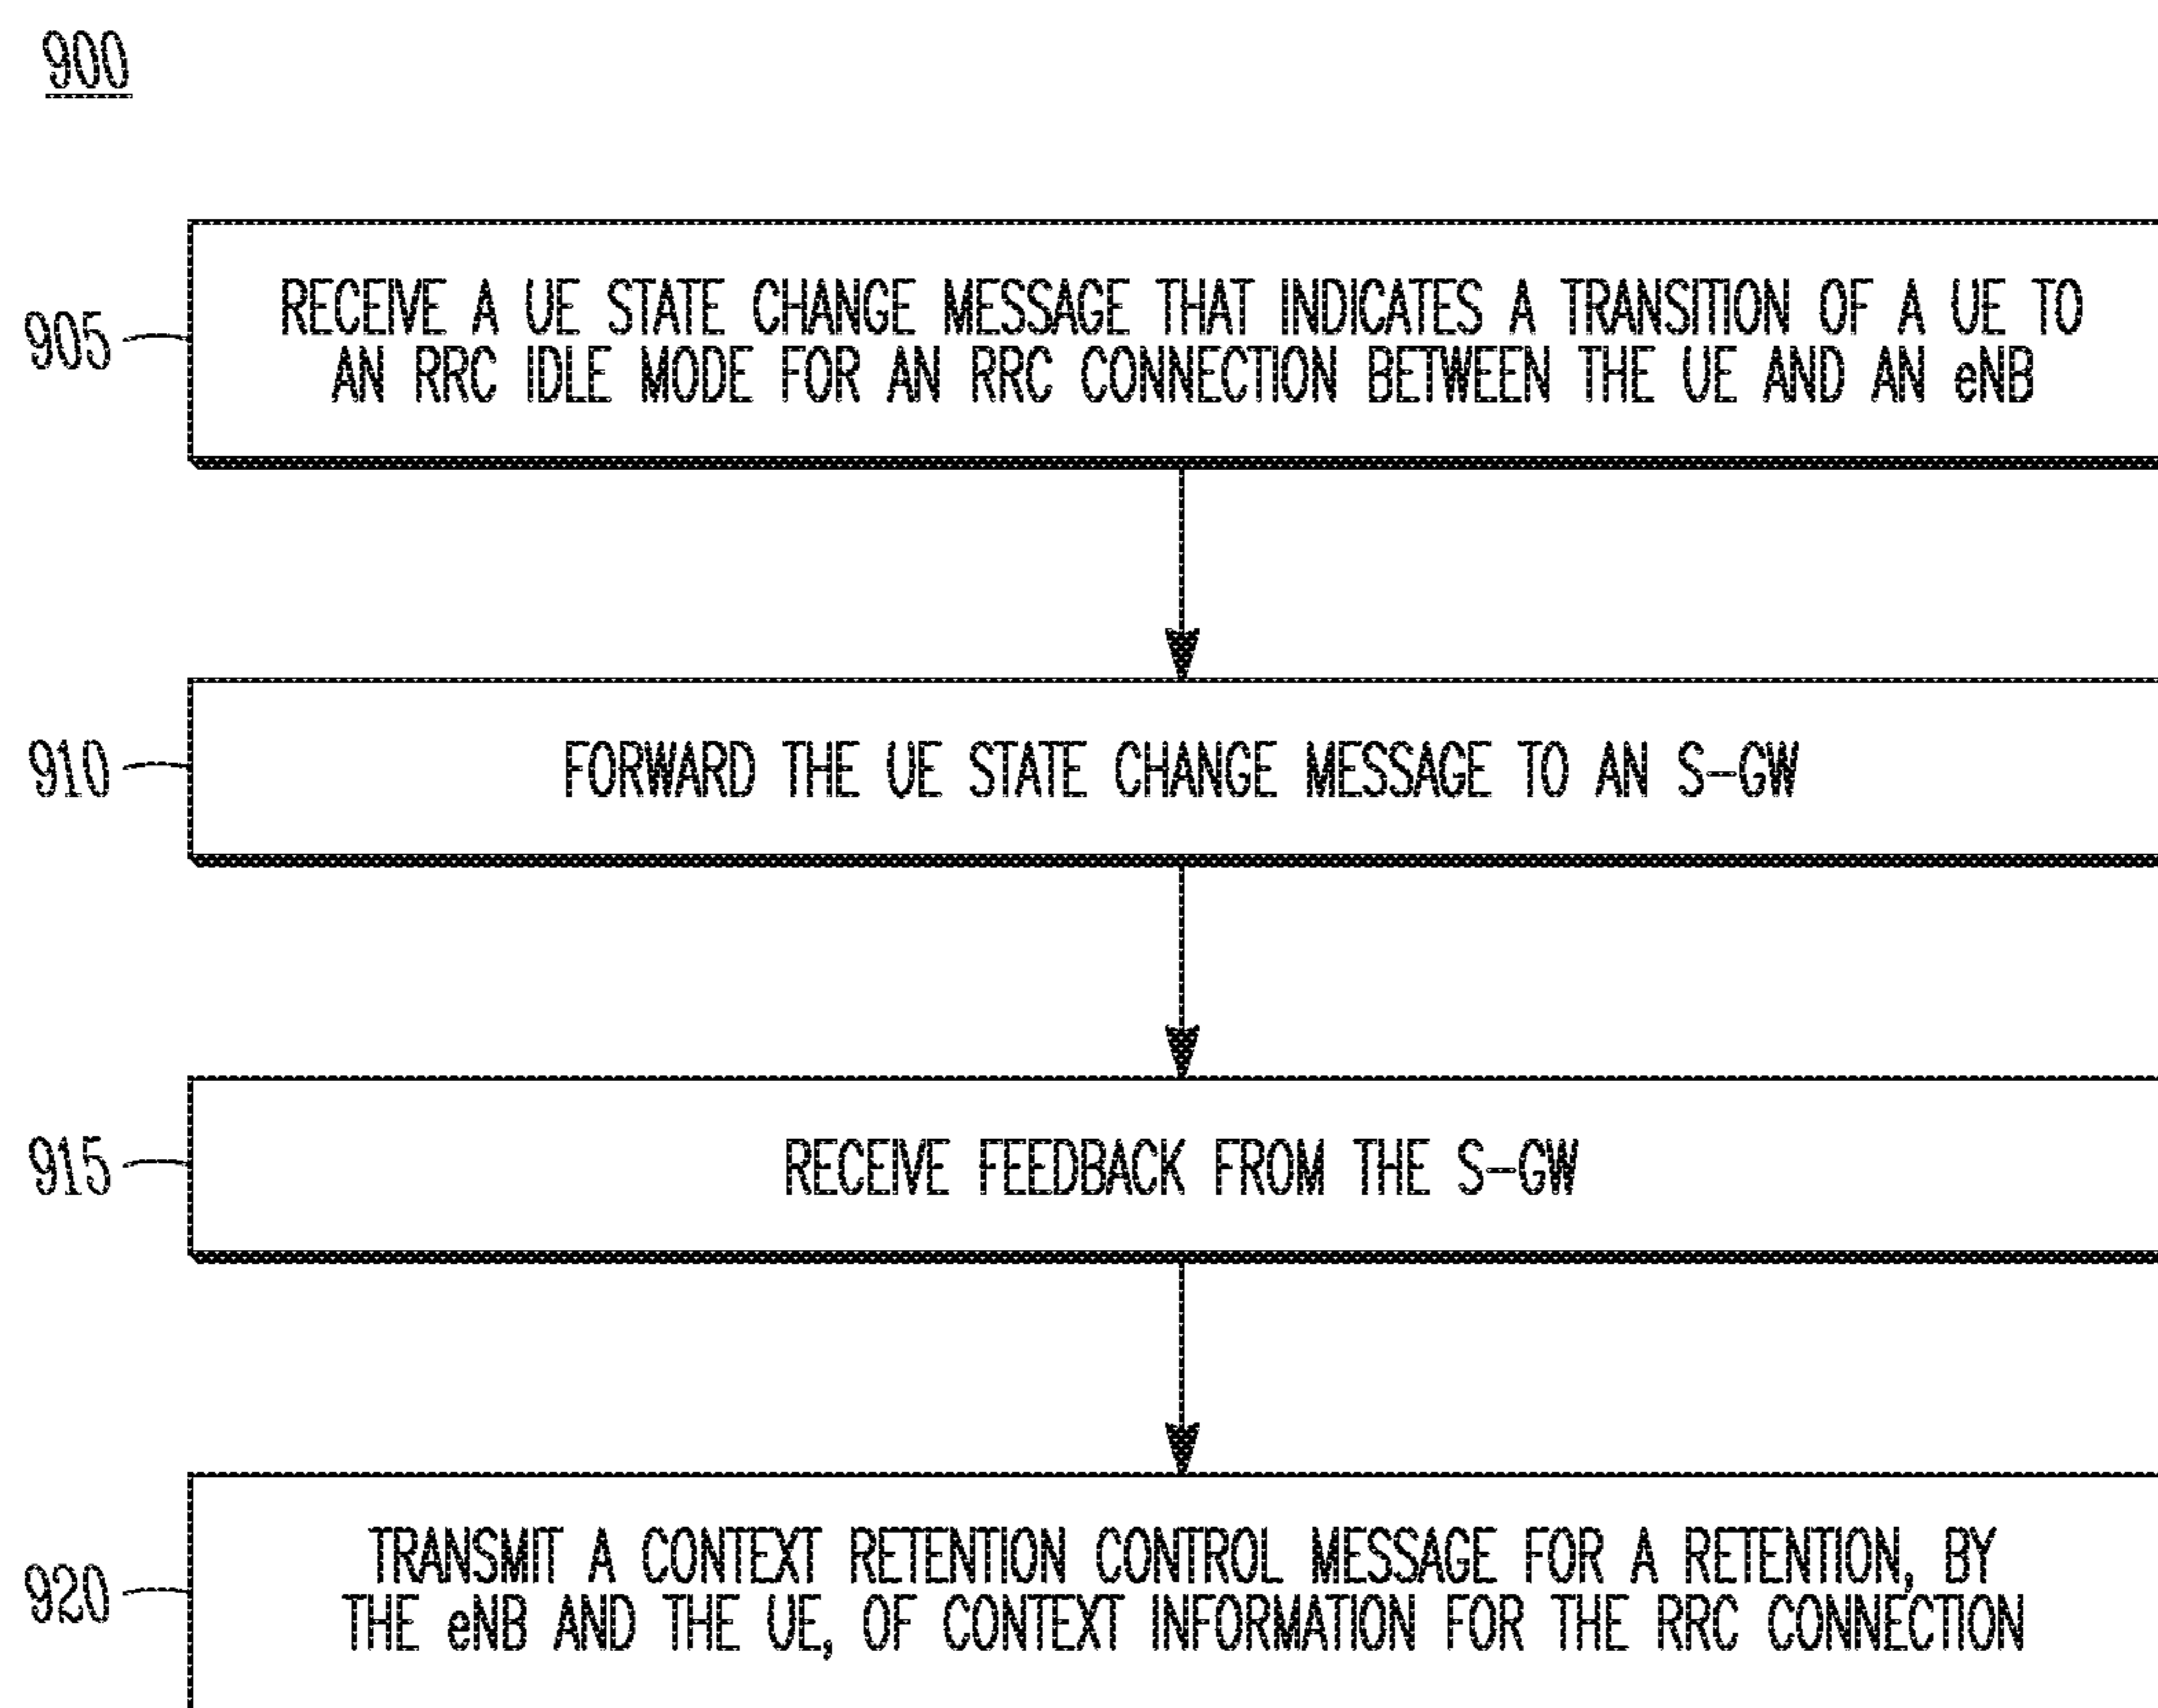 900
905
RECEIVE A UE STATE CHANGE MESSAGE THAT INDICATES A TRANSITION OF A UE TO
AN RRC IDLE MODE FOR AN RRC CONNECTION BETWEEN THE UE AND AN eNB
910
FORWARD THE UE STATE CHANGE MESSAGE TO AN S-GW
915
RECEIVE FEEDBACK FROM THE S-GW
920
TRANSMIT A CONTEXT RETENTION CONTROL MESSAGE FOR A RETENTION, BY
THE eNB AND THE UE, OF CONTEXT INFORMATION FOR THE RRC CONNECTION